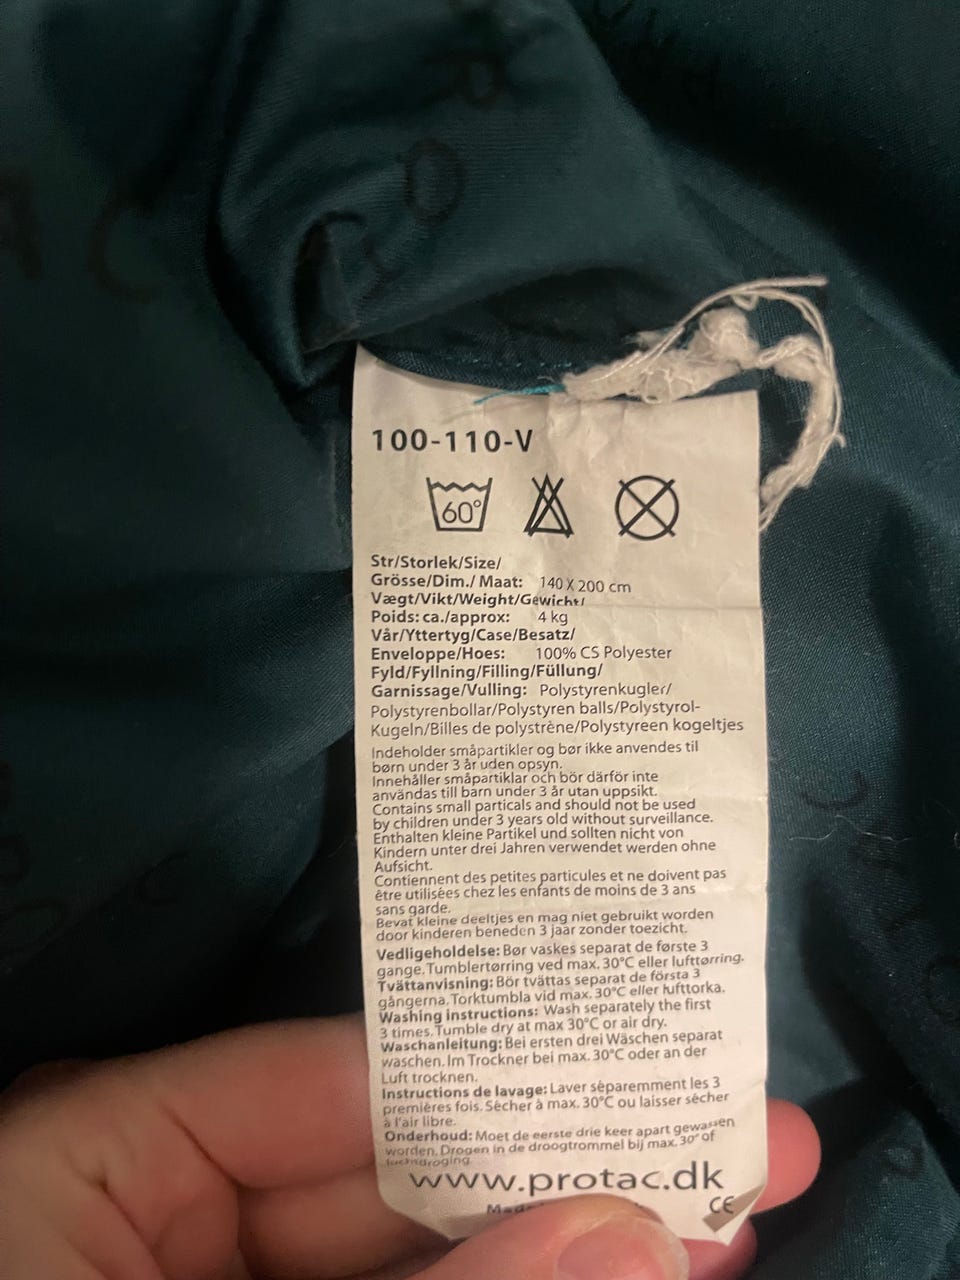 100-110-V
60°
Str/Storlek/Size/
Grösse/Dim./ Maat: 140 X 200 cm
Vægt/Vikt/Weight/Gewicht/
Poids: ca./approx: 4 kg
Vår/Yttertyg/Case/Besatz/
Enveloppe/Hoes: 100% CS Polyester
Fyld/Fyllning/Filling/Füllung/
Garnissage/Vulling: Polystyrenkugler/
Polystyrenbollar/Polystyren balls/Polystyrol-
Kugeln/Billes de polystrène/Polystyreen kogeltjes
Indeholder småpartikler og bør ikke anvendes til
børn under 3 år uden opsyn.
Innehåller småpartiklar och bör därför inte
användas till barn under 3 år utan uppsikt.
Contains small particals and should not be used
by children under 3 years old without surveillance.
Enthalten kleine Partikel und sollten nicht von
Kindern unter drei Jahren verwendet werden ohne
Aufsicht.
Contiennent des petites particules et ne doivent pas
être utilisées chez les enfants de moins de 3 ans
sans garde.
Bevat kleine deeltjes en mag niet gebruikt worden
door kinderen beneden 3 jaar zonder toezicht.
Vedligeholdelse: Bør vaskes separat de første 3
gange. Tumblertørring ved max. 30°C eller lufttørring.
Tvättanvisning: Bör tvättas separat de första 3
gångerna. Torktumla vid max. 30°C eller lufttorka.
Washing instructions: Wash separately the first
3 times. Tumble dry at max 30°C or air dry.
Waschanleitung: Bei ersten drei Wäschen separat
waschen. Im Trockner bei max. 30°C oder an der
Luft trocknen.
Instructions de lavage: Laver séparemment les 3
premières fois. Sécher à max. 30°C ou laisser sécher
à l'air libre.
Onderhoud: Moet de eerste drie keer apart gewassen
worden. Drogen in de droogtrommel bij max. 30° of
luchtdroging.
www.protac.dk
CE